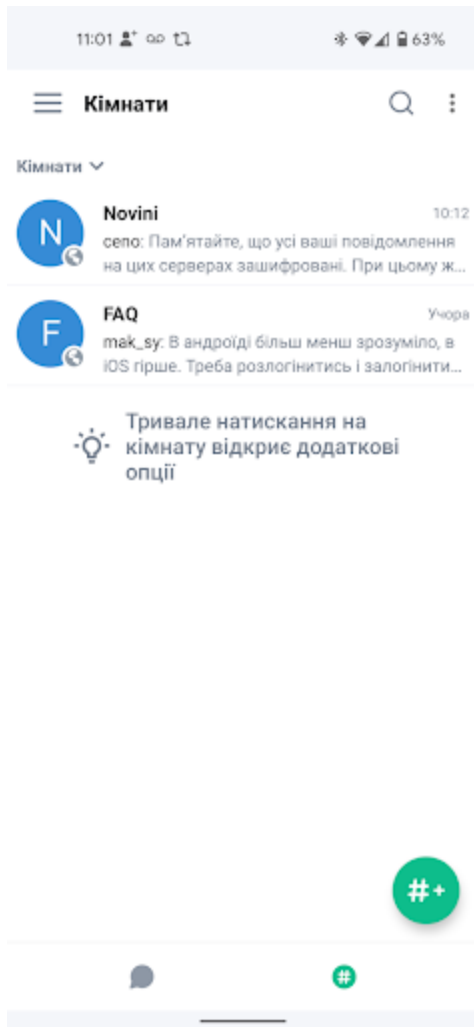 11:01 63%
Кімнати
Кімнати
N Novini 10:12
cепо: Пам'ятайте, що усі ваші повідомлення
на цих серверах зашифровані. При цьому ж...
F FAQ Учора
mak_sy: В андроїді більш менш зрозуміло, в
iOS гірше. Треба розлогінитись і залогінити...
Тривале натискання на
кімнату відкриє додаткові
опції
#+
#